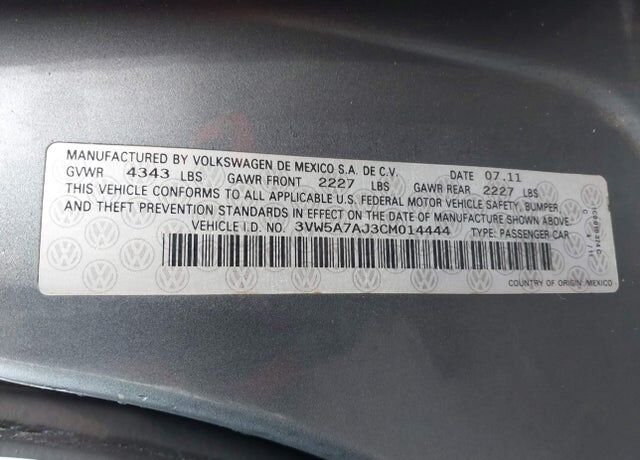 MANUFACTURED BY VOLKSWAGEN DE MEXICO S.A. DE C.V. DATE 07.11
GVWR 4343 LBS GAWR FRONT 2227 LBS GAWR REAR 2227 LBS
THIS VEHICLE CONFORMS TO ALL APPLICABLE U.S. FEDERAL MOTOR VEHICLE SAFETY, BUMPER
AND THEFT PREVENTION STANDARDS IN EFFECT ON THE DATE OF MANUFACTURE SHOWN ABOVE.
VEHICLE I.D. NO. 3VW5A7AJ3CM014444 TYPE: PASSENGER CAR
COUNTRY OF ORIGIN: MEXICO